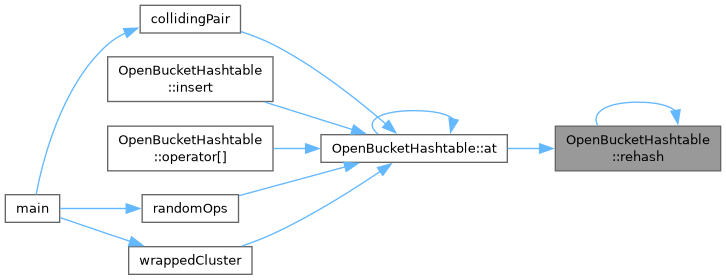 collidingPair
OpenBucketHashtable
::insert
OpenBucketHashtable
::operator[]
OpenBucketHashtable::at
OpenBucketHashtable
::rehash
main
randomOps
wrappedCluster